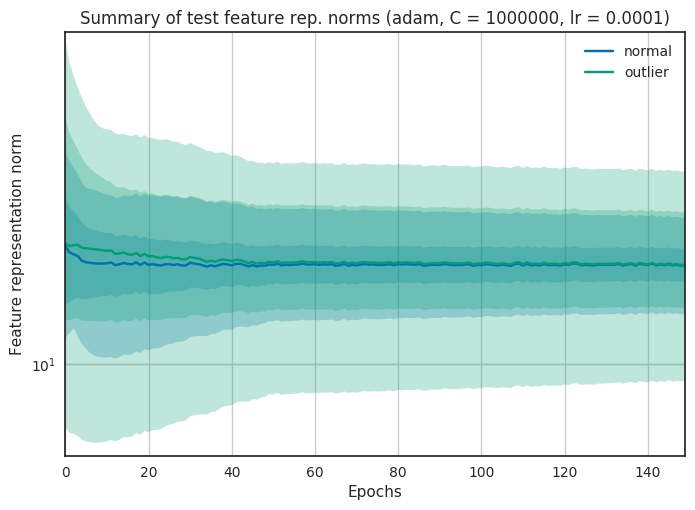 Summary of test feature rep. norms (adam, C = 1000000, lr = 0.0001)
normal
outlier
Feature representation norm
10¹
0 20 40 60 80 100 120 140
Epochs